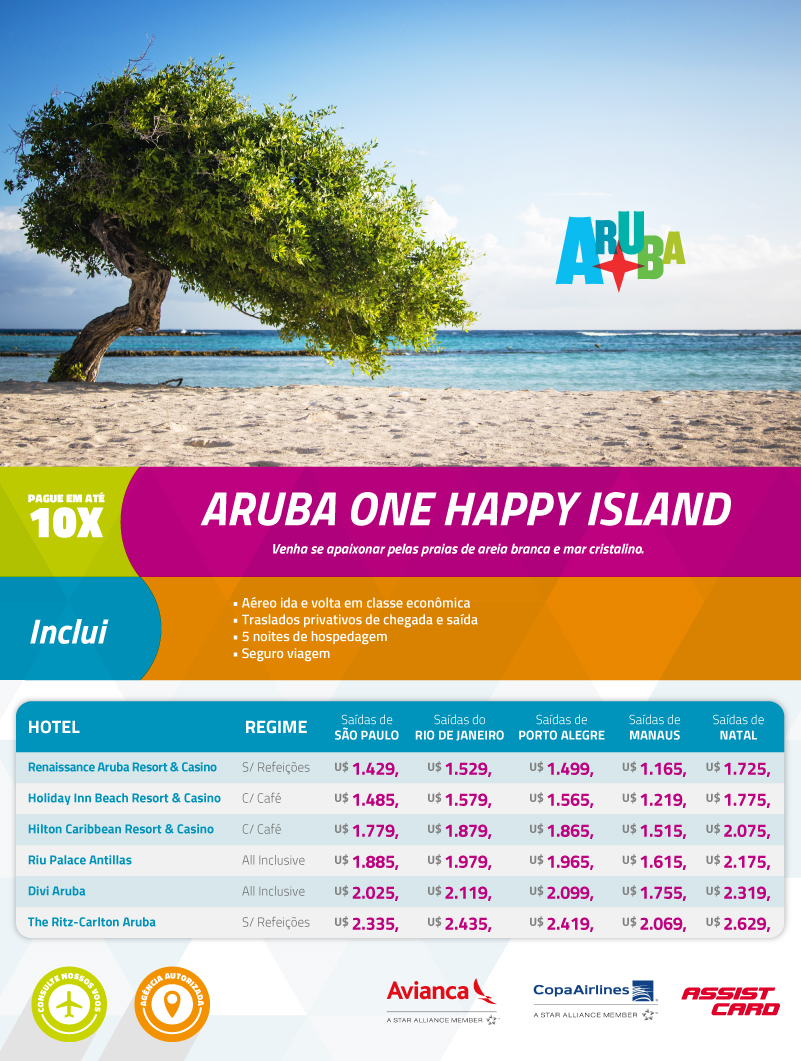 ARUBA
PAGUE EM ATÉ
10X
ARUBA ONE HAPPY ISLAND
Venha se apaixonar pelas praias de areia branca e mar cristalino.
Inclui
• Aéreo ida e volta em classe econômica
• Traslados privativos de chegada e saída
• 5 noites de hospedagem
• Seguro viagem
HOTEL REGIME Saídas de SÃO PAULO Saídas do RIO DE JANEIRO Saídas de PORTO ALEGRE Saídas de MANAUS Saídas de NATAL
Renaissance Aruba Resort & Casino S/ Refeições U$ 1.429, U$ 1.529, U$ 1.499, U$ 1.165, U$ 1.725,
Holiday Inn Beach Resort & Casino C/ Café U$ 1.485, U$ 1.579, U$ 1.565, U$ 1.219, U$ 1.775,
Hilton Caribbean Resort & Casino C/ Café U$ 1.779, U$ 1.879, U$ 1.865, U$ 1.515, U$ 2.075,
Riu Palace Antillas All Inclusive U$ 1.885, U$ 1.979, U$ 1.965, U$ 1.615, U$ 2.175,
Divi Aruba All Inclusive U$ 2.025, U$ 2.119, U$ 2.099, U$ 1.755, U$ 2.319,
The Ritz-Carlton Aruba S/ Refeições U$ 2.335, U$ 2.435, U$ 2.419, U$ 2.069, U$ 2.629,
CONSULTE NOSSOS VOOS
AGÊNCIA AUTORIZADA
Avianca
A STAR ALLIANCE MEMBER
CopaAirlines
A STAR ALLIANCE MEMBER
ASSIST
CARD